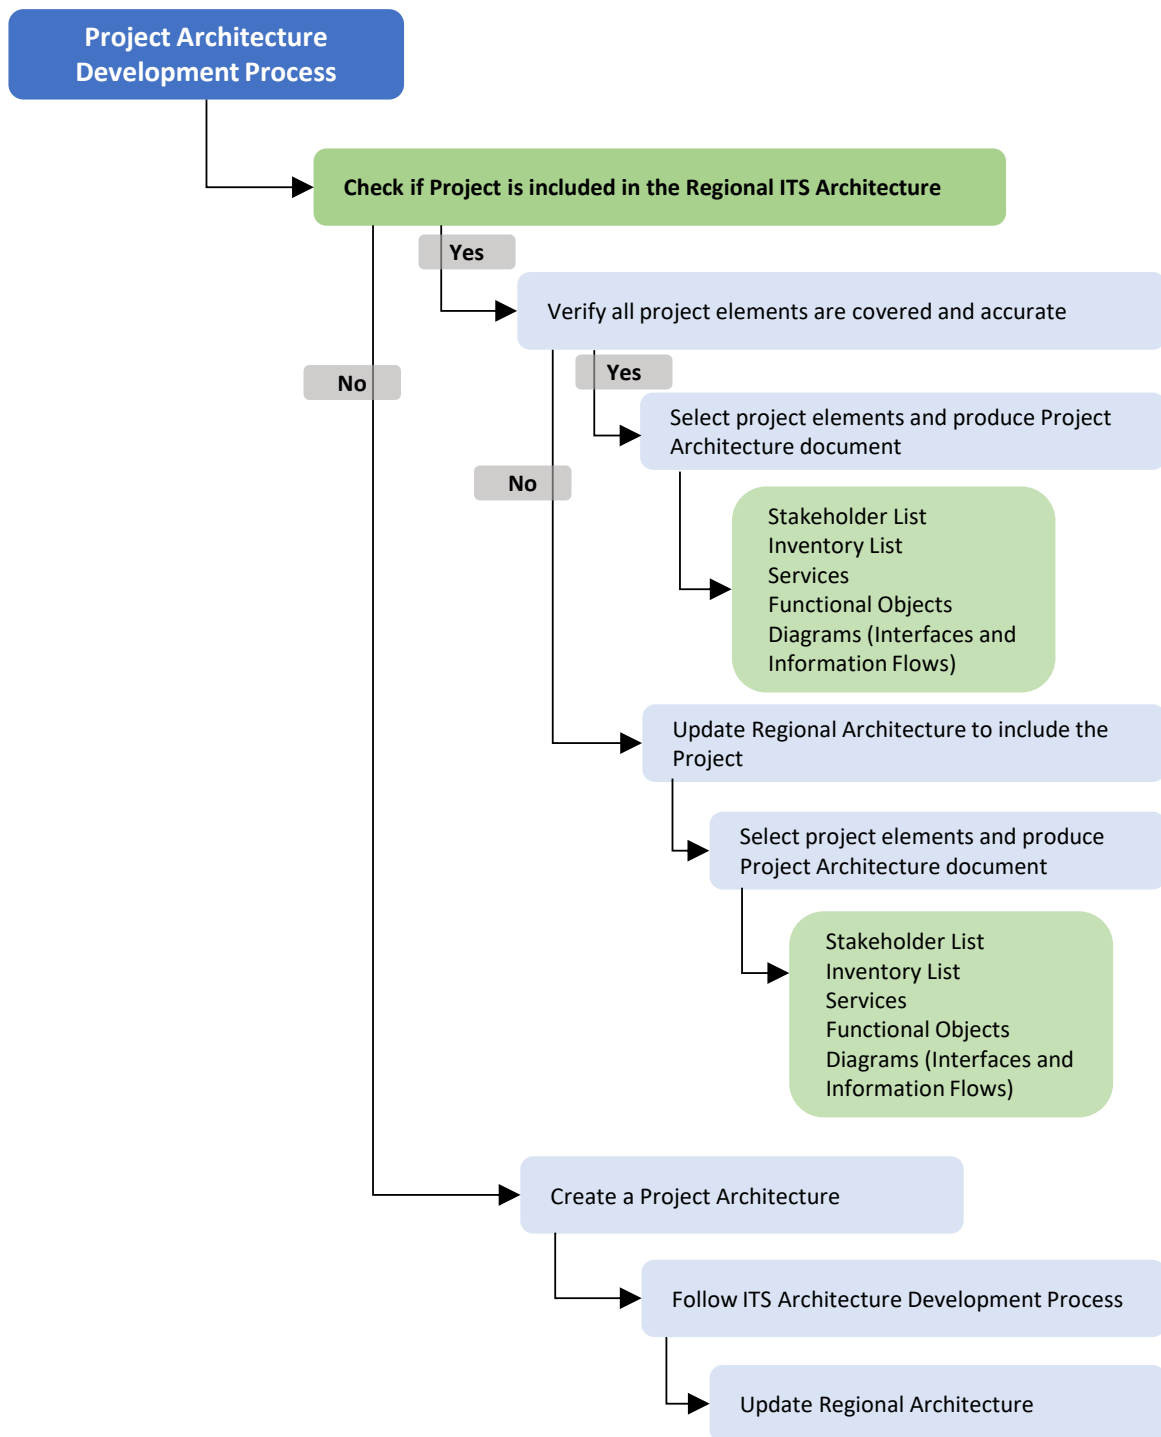 Project Architecture
Development Process
Check if Project is included in the Regional ITS Architecture
Yes
Verify all project elements are covered and accurate
No
Yes
Select project elements and produce Project
Architecture document
No
Stakeholder List
Inventory List
Services
Functional Objects
Diagrams (Interfaces and
Information Flows)
Update Regional Architecture to include the
Project
Select project elements and produce
Project Architecture document
Stakeholder List
Inventory List
Services
Functional Objects
Diagrams (Interfaces and
Information Flows)
Create a Project Architecture
Follow ITS Architecture Development Process
Update Regional Architecture